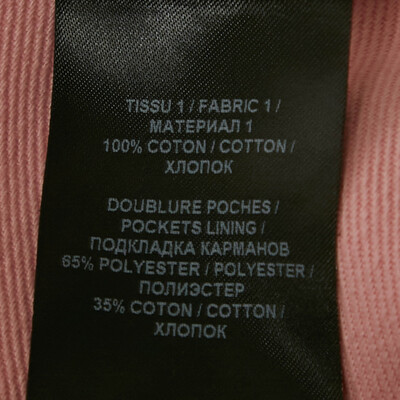 TISSU 1 / FABRIC 1 /
МАТЕРИАЛ 1
100% COTON / COTTON /
ХЛОПОК
DOUBLURE POCHES /
POCKETS LINING /
ПОДКЛАДКА КАРМАНОВ
65% POLYESTER / POLYESTER /
ПОЛИЭСТЕР
35% COTON / COTTON /
ХЛОПОК